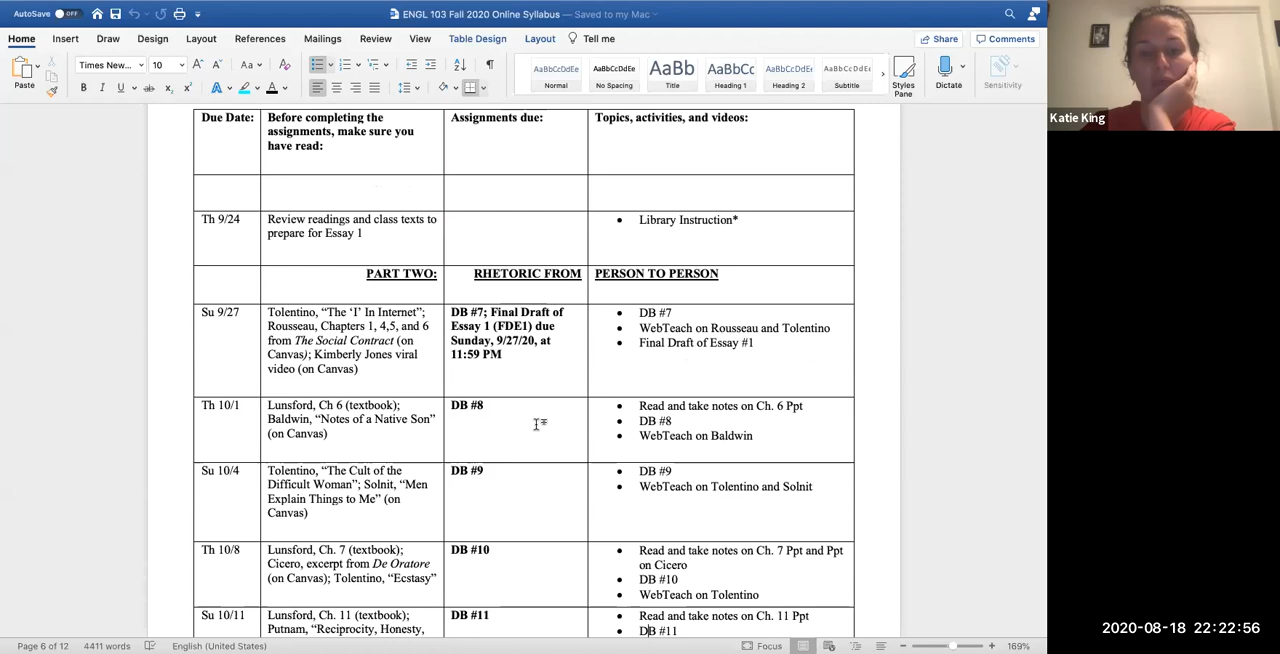 AutoSave OFF ENGL 103 Fall 2020 Online Syllabus — Saved to my Mac
Home Insert Draw Design Layout References Mailings Review View Table Design Layout Tell me Share Comments
Times New... 10 Aa
Paste
AaBbCcDdEe AaBbCcDdEe AaBb AaBbCc AaBbCcDdE AaBbCcDdEe
Normal No Spacing Title Heading 1 Heading 2 Subtitle Styles Pane Dictate Sensitivity
Katie King
Due Date: Before completing the assignments, make sure you have read: Assignments due: Topics, activities, and videos:
Th 9/24 Review readings and class texts to
prepare for Essay 1
• Library Instruction*
PART TWO: RHETORIC FROM PERSON TO PERSON
Su 9/27 Tolentino, “The ‘I’ In Internet”;
Rousseau, Chapters 1, 4,5, and 6
from The Social Contract (on
Canvas); Kimberly Jones viral
video (on Canvas)
DB #7; Final Draft of
Essay 1 (FDE1) due
Sunday, 9/27/20, at
11:59 PM
• DB #7
• WebTeach on Rousseau and Tolentino
• Final Draft of Essay #1
Th 10/1 Lunsford, Ch 6 (textbook);
Baldwin, “Notes of a Native Son”
(on Canvas)
DB #8
• Read and take notes on Ch. 6 Ppt
• DB #8
• WebTeach on Baldwin
Su 10/4 Tolentino, “The Cult of the
Difficult Woman”; Solnit, “Men
Explain Things to Me” (on
Canvas)
DB #9
• DB #9
• WebTeach on Tolentino and Solnit
Th 10/8 Lunsford, Ch. 7 (textbook);
Cicero, excerpt from De Oratore
(on Canvas); Tolentino, “Ecstasy”
DB #10
• Read and take notes on Ch. 7 Ppt and Ppt
on Cicero
• DB #10
• WebTeach on Tolentino
Su 10/11 Lunsford, Ch. 11 (textbook);
Putnam, “Reciprocity, Honesty,
DB #11
• Read and take notes on Ch. 11 Ppt
• DB #11
2020-08-18 22:22:56
Page 6 of 12 4411 words English (United States) Focus 169%